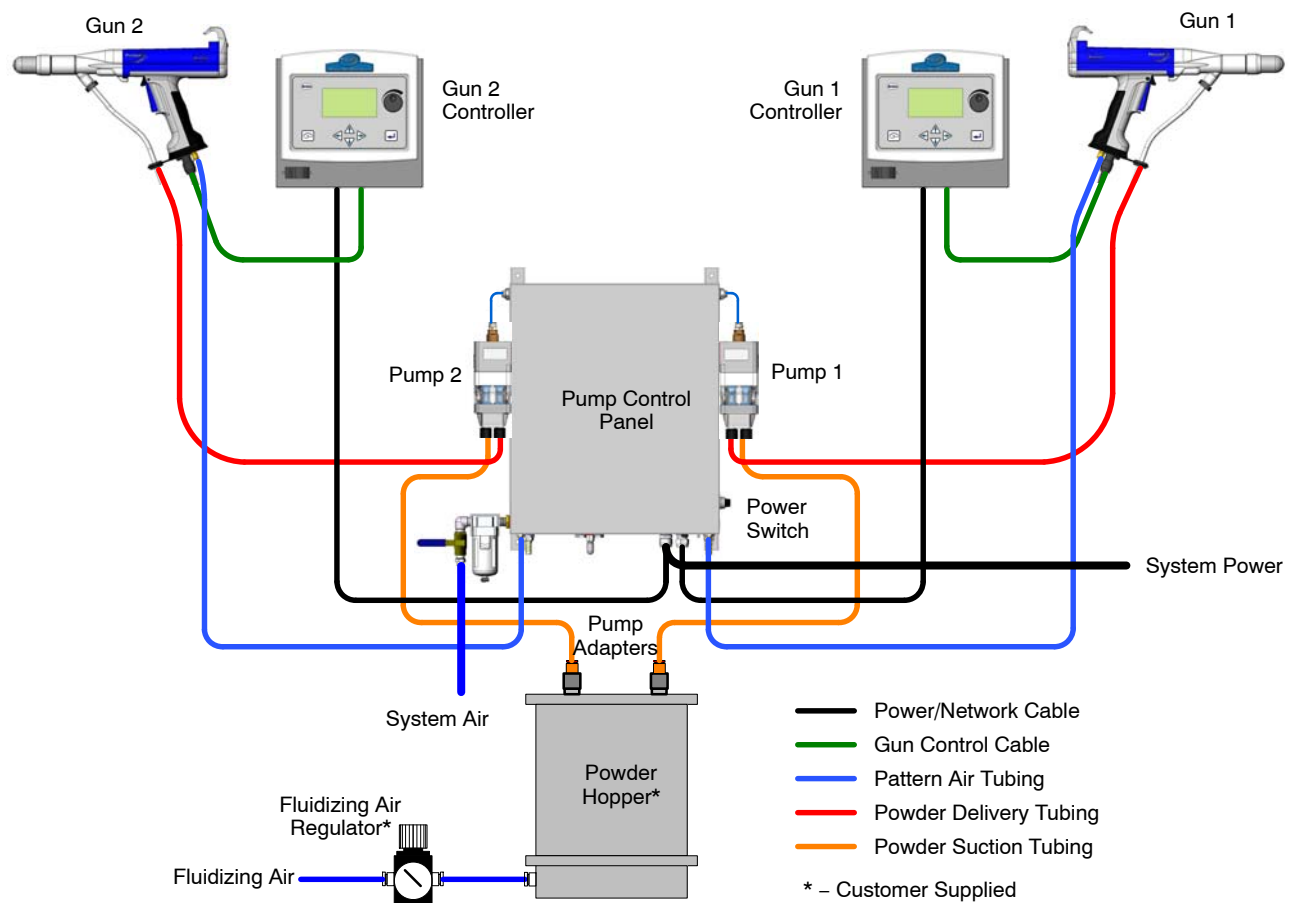 Gun 2
Gun 1
Gun 2
Controller
Gun 1
Controller
Pump 2
Pump 1
Pump Control
Panel
Power
Switch
System Power
Pump
Adapters
System Air
Powder
Hopper*
Fluidizing Air
Regulator*
Fluidizing Air
Power/Network Cable
Gun Control Cable
Pattern Air Tubing
Powder Delivery Tubing
Powder Suction Tubing
* – Customer Supplied